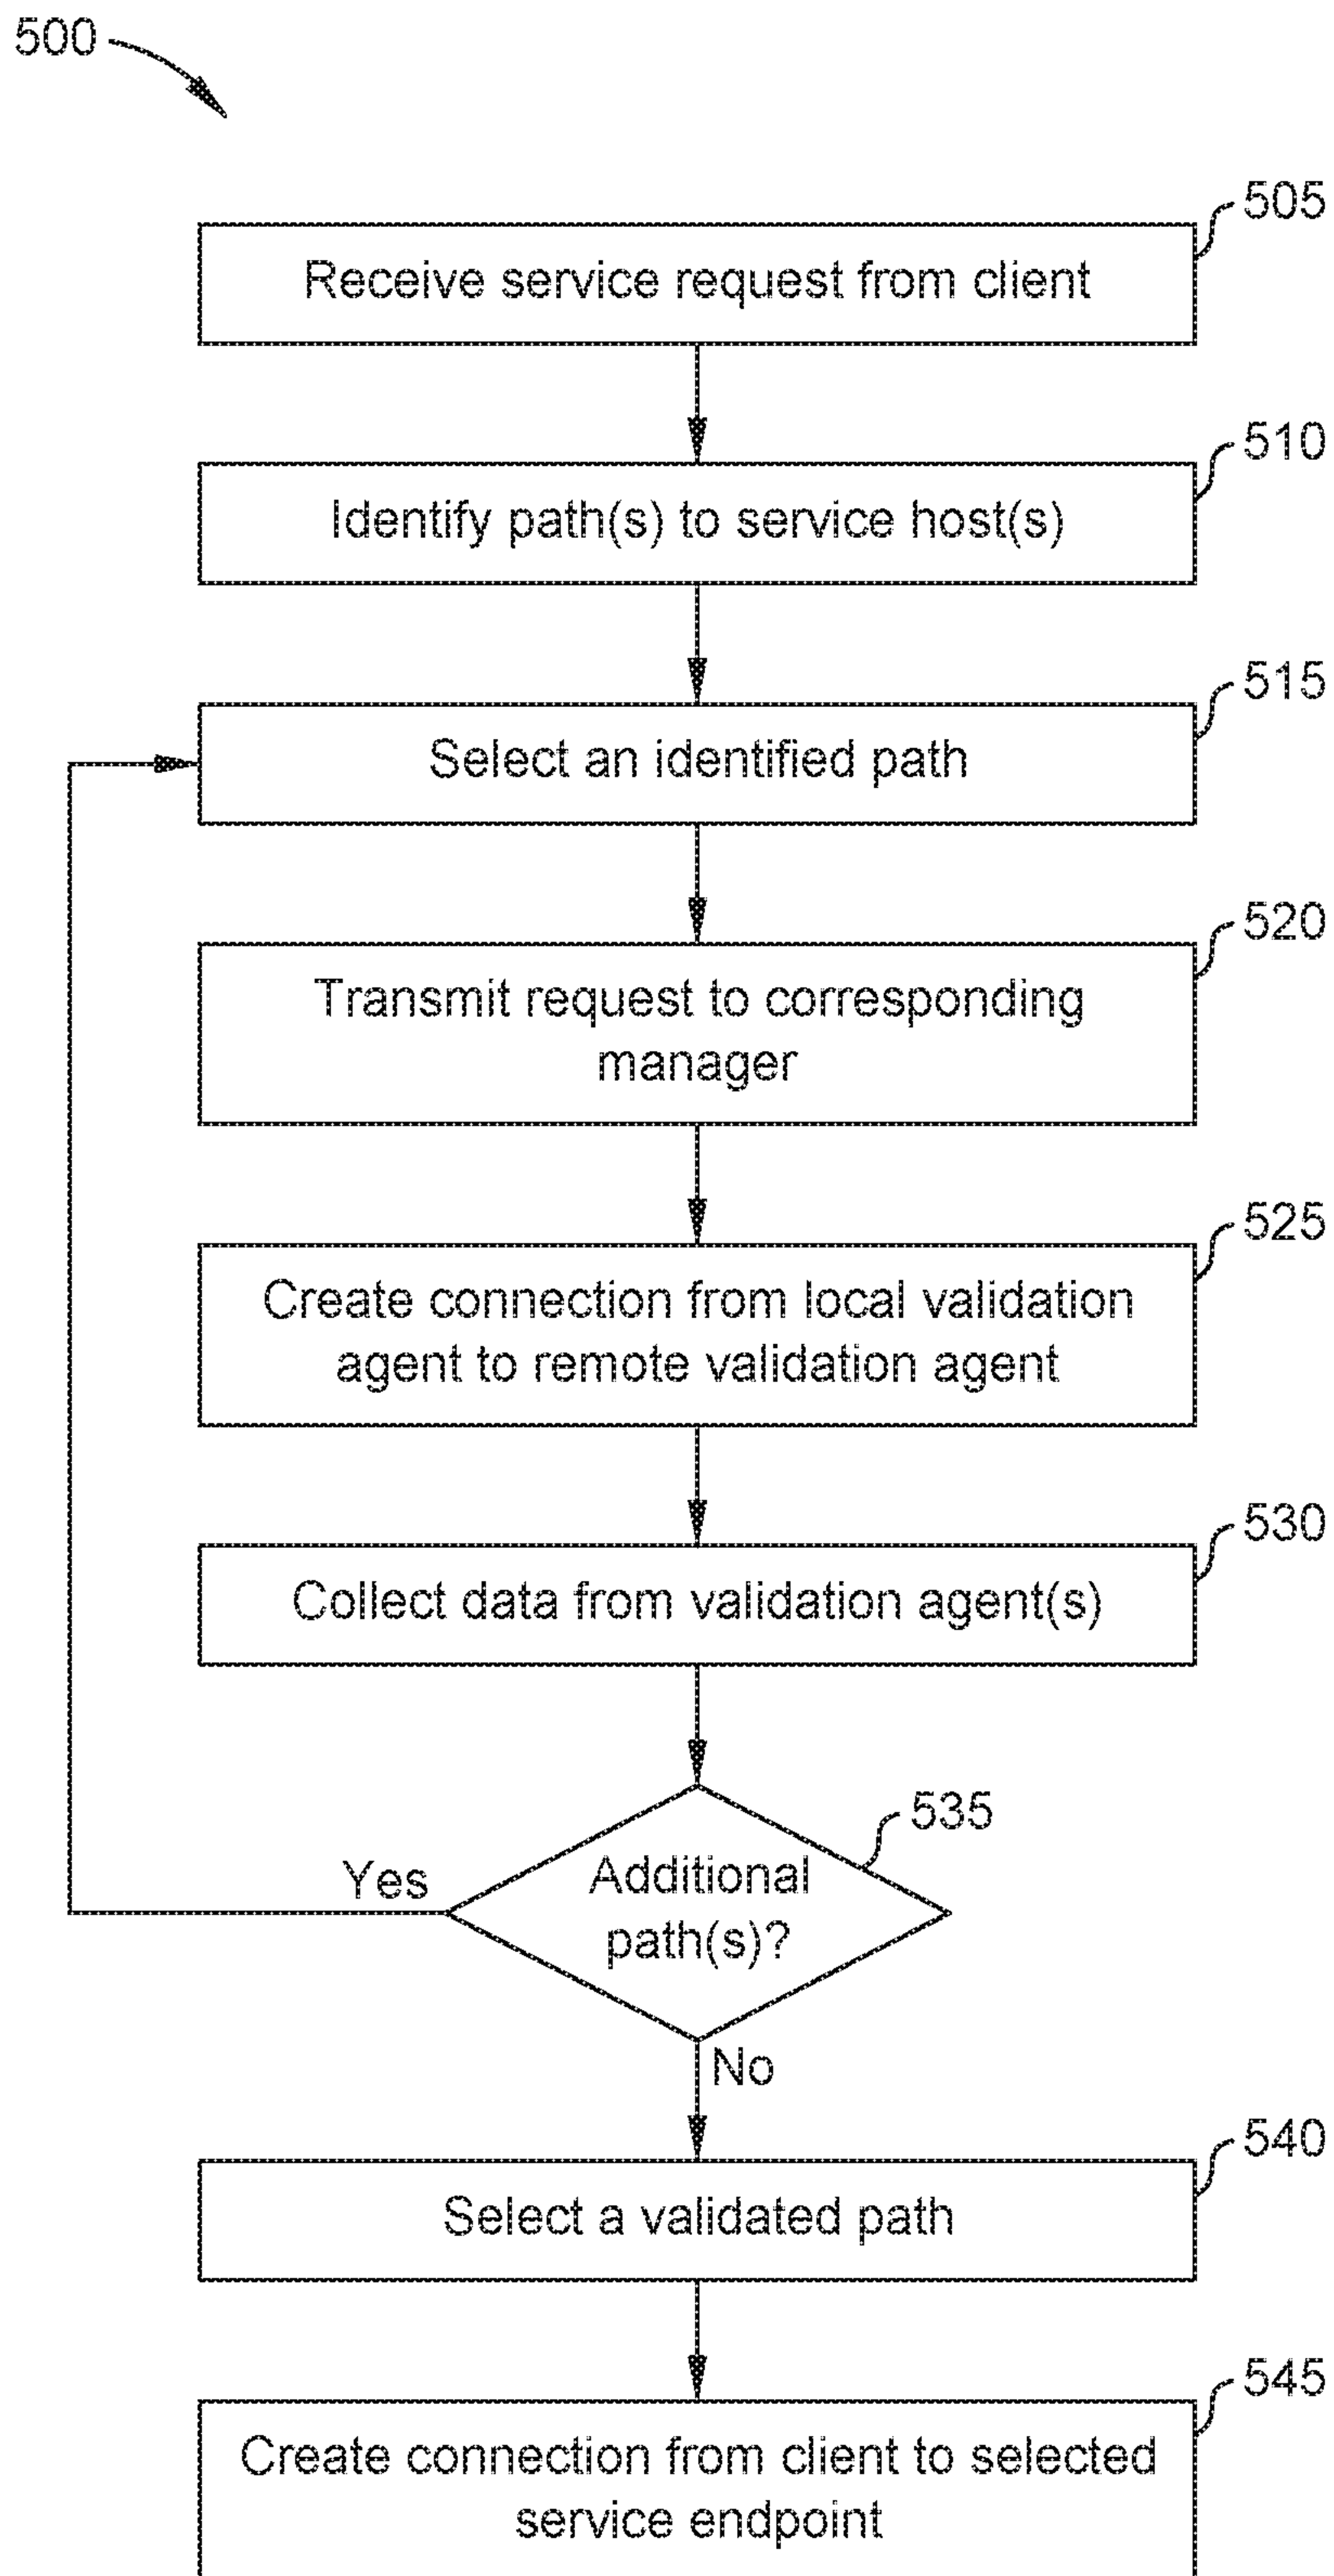 500
505
Receive service request from client
510
Identify path(s) to service host(s)
515
Select an identified path
520
Transmit request to corresponding
manager
525
Create connection from local validation
agent to remote validation agent
530
Collect data from validation agent(s)
535
Additional
path(s)?
Yes
No
540
Select a validated path
545
Create connection from client to selected
service endpoint